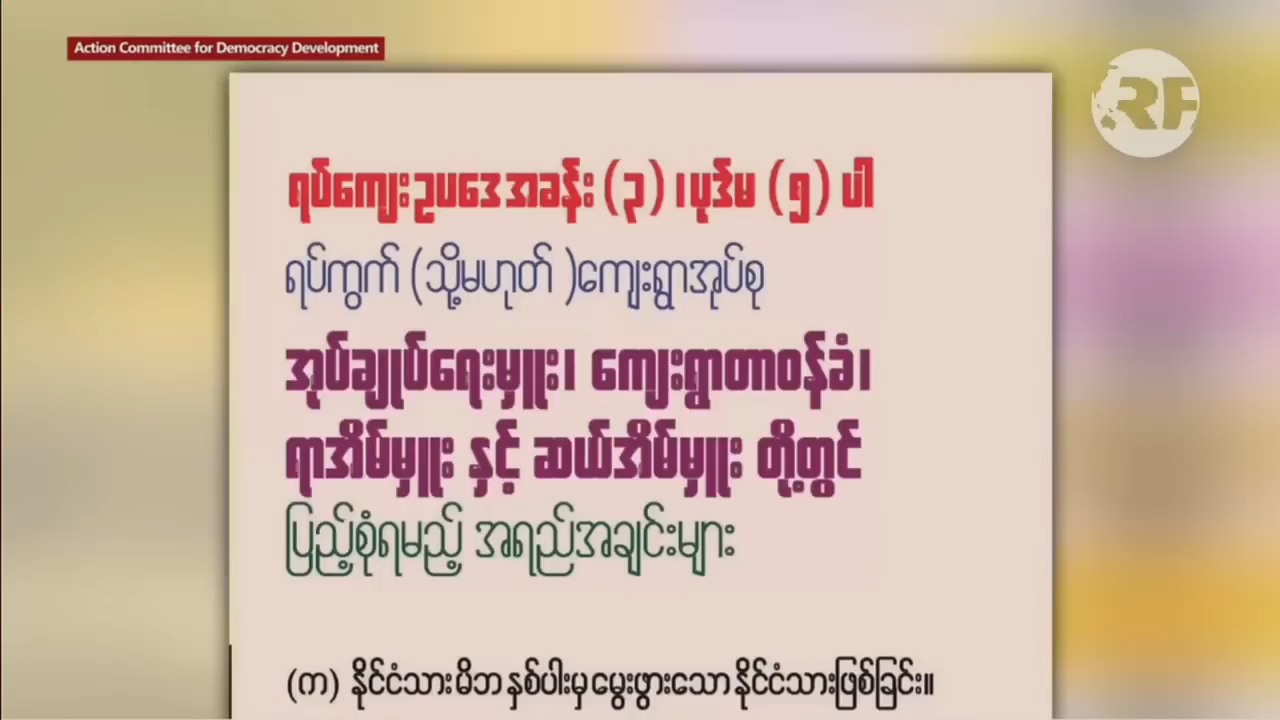 Action Committee for Democracy Development
RF
ရပ်ကျေးဥပဒေအခန်း (၃) ၊ ပုဒ်မ (၅) ပါ
ရပ်ကွက် (သို့မဟုတ် )ကျေးရွာအုပ်စု
အုပ်ချုပ်ရေးမှူး၊ ကျေးရွာတာဝန်ခံ၊
ရာအိမ်မှူး နှင့် ဆယ်အိမ်မှူး တို့တွင်
ပြည့်စုံရမည့် အရည်အချင်းများ
(က) နိုင်ငံသားမိဘနှစ်ပါးမှမွေးဖွားသောနိုင်ငံသားဖြစ်ခြင်း။